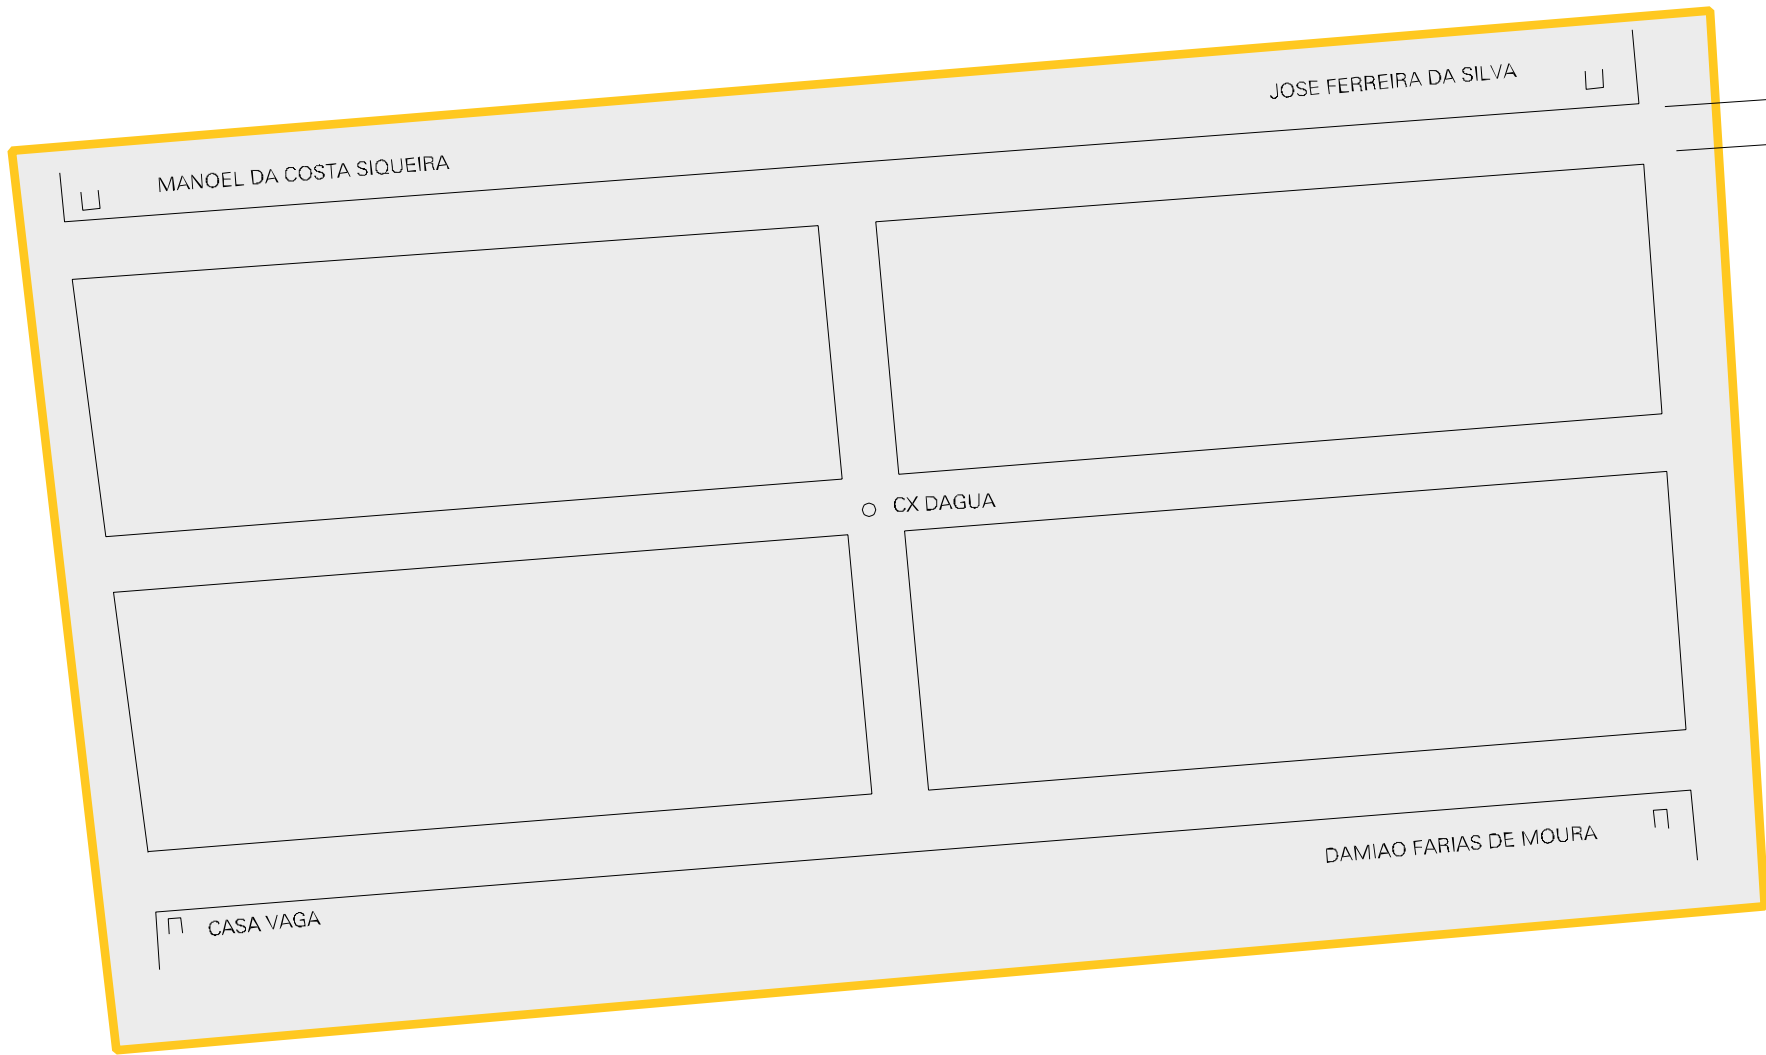 JOSE FERREIRA DA SILVA
MANOEL DA COSTA SIQUEIRA
CX DAGUA
DAMIAO FARIAS DE MOURA
CASA VAGA